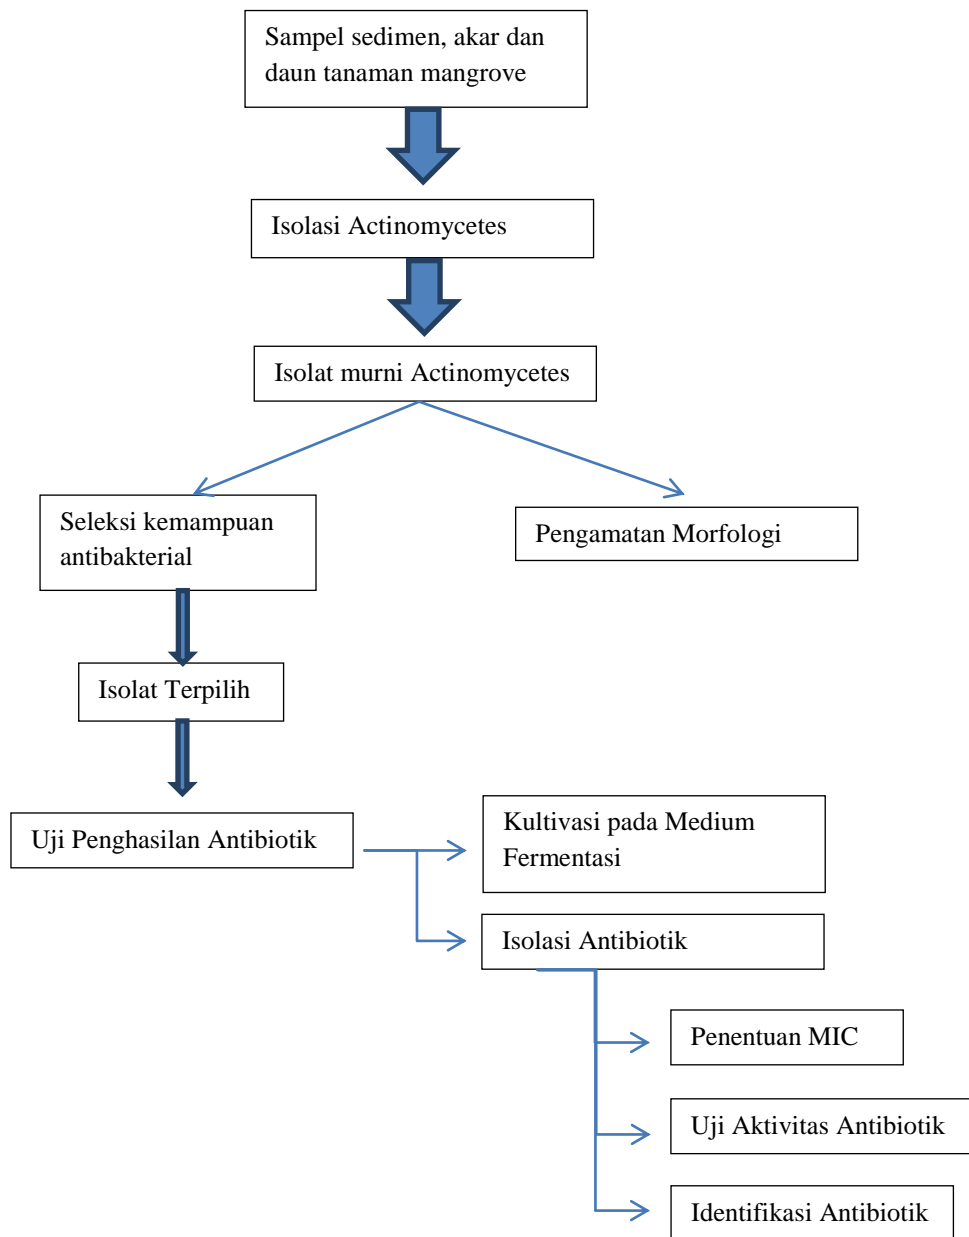 Sampel sedimen, akar dan
daun tanaman mangrove
Isolasi Actinomycetes
Isolat murni Actinomycetes
Seleksi kemampuan
antibakterial
Pengamatan Morfologi
Isolat Terpilih
Uji Penghasilan Antibiotik
Kultivasi pada Medium
Fermentasi
Isolasi Antibiotik
Penentuan MIC
Uji Aktivitas Antibiotik
Identifikasi Antibiotik